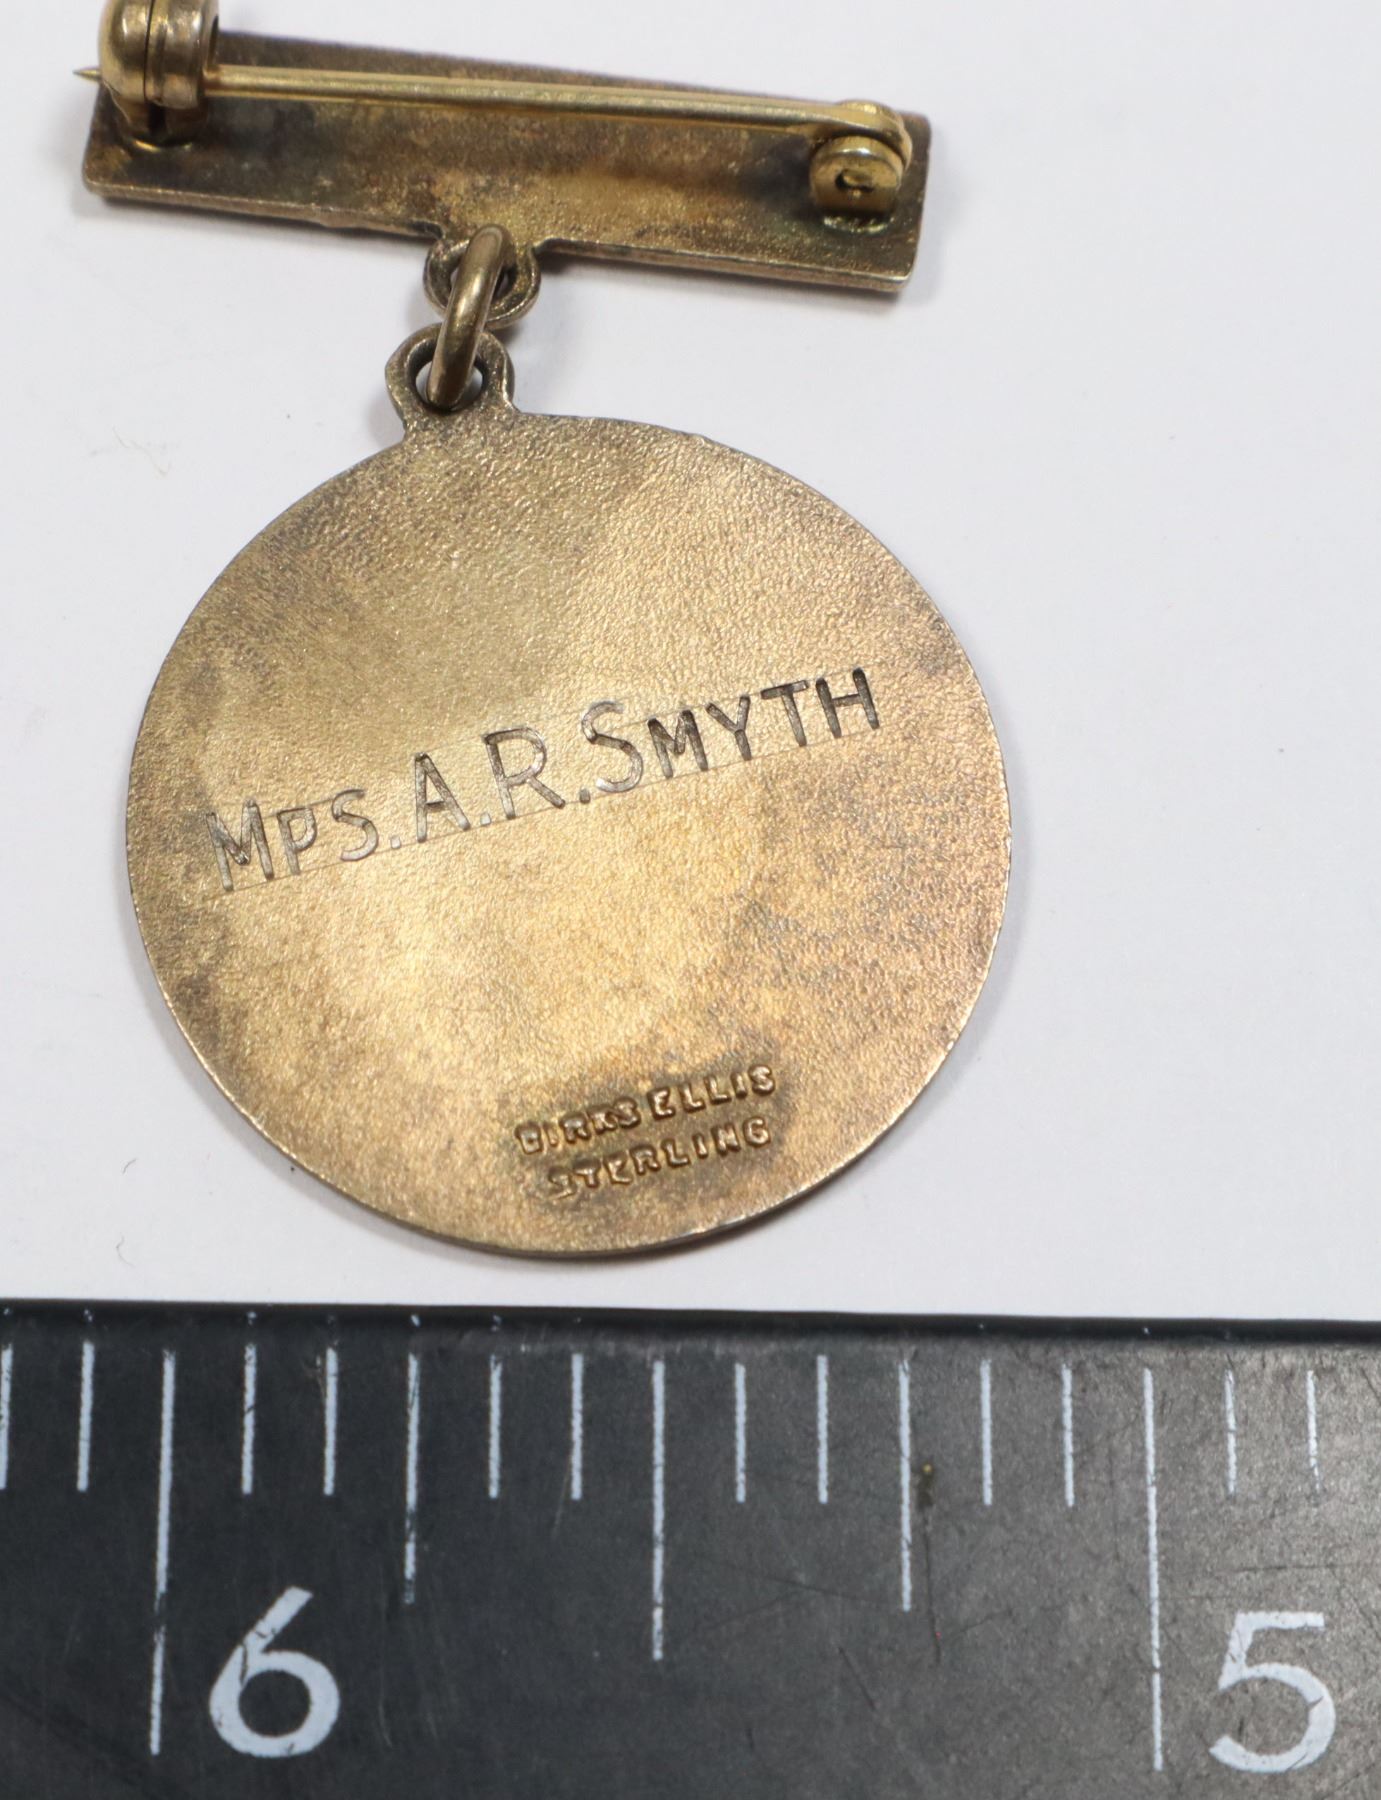 MRS. A. R. SMYTH
BIRKS ELLIS
STERLING
6 5